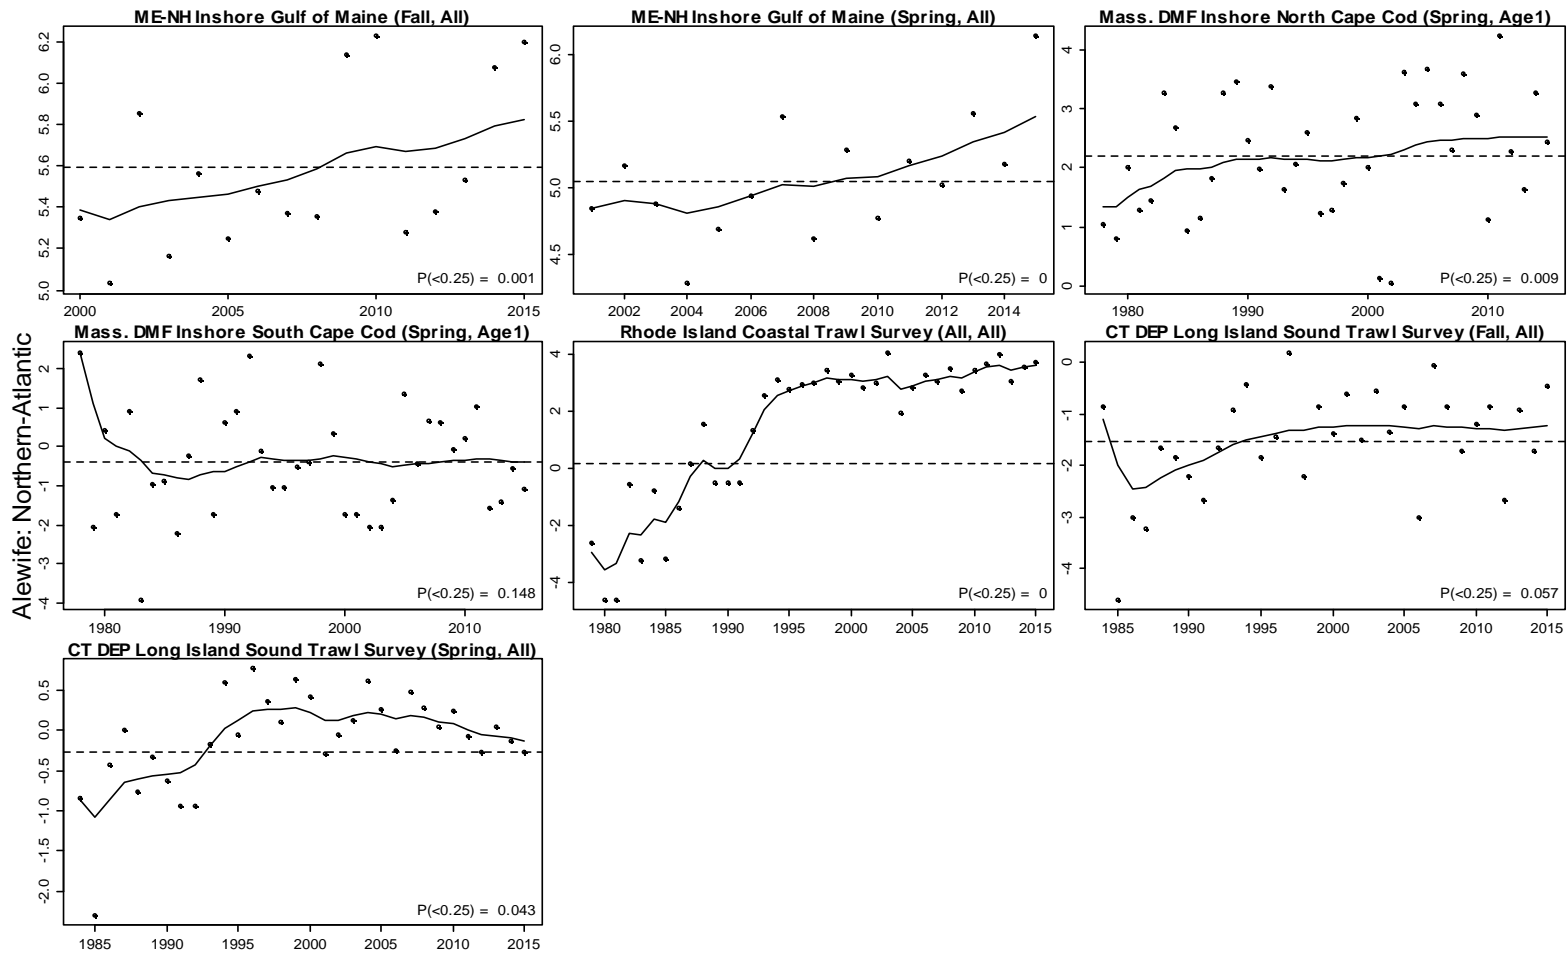 ME-NH Inshore Gulf of Maine (Fall, All)
6.2
6.0
5.8
5.6
5.4
5.2
5.0
P(<0.25) = 0.001
2000 2005 2010 2015
ME-NH Inshore Gulf of Maine (Spring, All)
6.0
5.5
5.0
4.5
P(<0.25) = 0
2002 2004 2006 2008 2010 2012 2014
Mass. DMF Inshore North Cape Cod (Spring, Age1)
4
3
2
1
0
P(<0.25) = 0.009
1980 1990 2000 2010
Alewife: Northern-Atlantic
Mass. DMF Inshore South Cape Cod (Spring, Age1)
2
1
0
-1
-2
-3
-4
P(<0.25) = 0.148
1980 1990 2000 2010
Rhode Island Coastal Trawl Survey (All, All)
4
2
0
-2
-4
P(<0.25) = 0
1980 1985 1990 1995 2000 2005 2010 2015
CT DEP Long Island Sound Trawl Survey (Fall, All)
0
-1
-2
-3
-4
P(<0.25) = 0.057
1985 1990 1995 2000 2005 2010 2015
CT DEP Long Island Sound Trawl Survey (Spring, All)
0.5
0.0
-0.5
-1.0
-1.5
-2.0
P(<0.25) = 0.043
1985 1990 1995 2000 2005 2010 2015